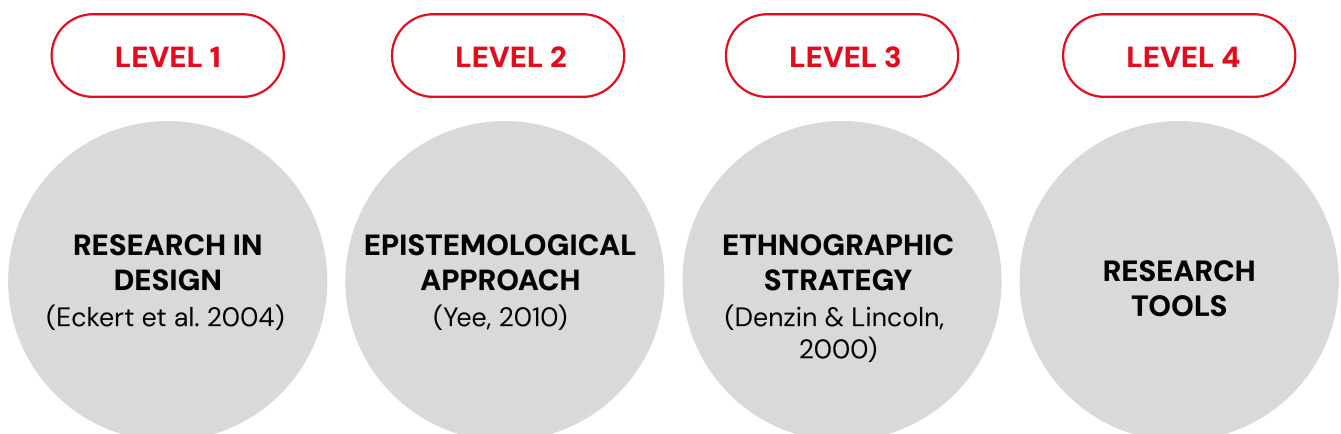 LEVEL 1
LEVEL 2
LEVEL 3
LEVEL 4
RESEARCH IN
DESIGN
(Eckert et al. 2004)
EPISTEMOLOGICAL
APPROACH
(Yee, 2010)
ETHNOGRAPHIC
STRATEGY
(Denzin & Lincoln,
2000)
RESEARCH
TOOLS